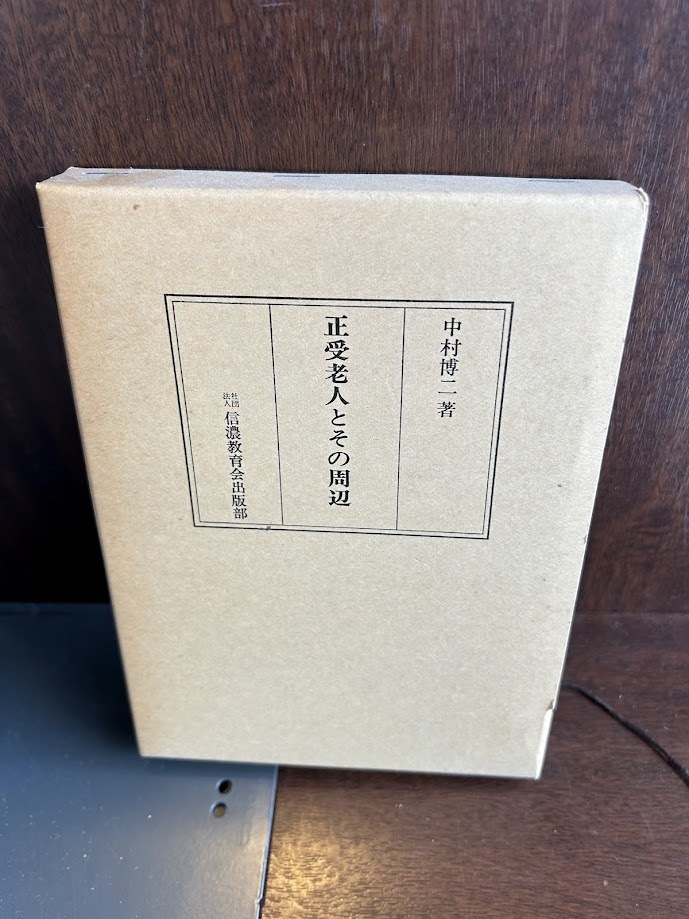 中村博二 著
正受老人とその周辺
社団法人 信濃教育会出版部